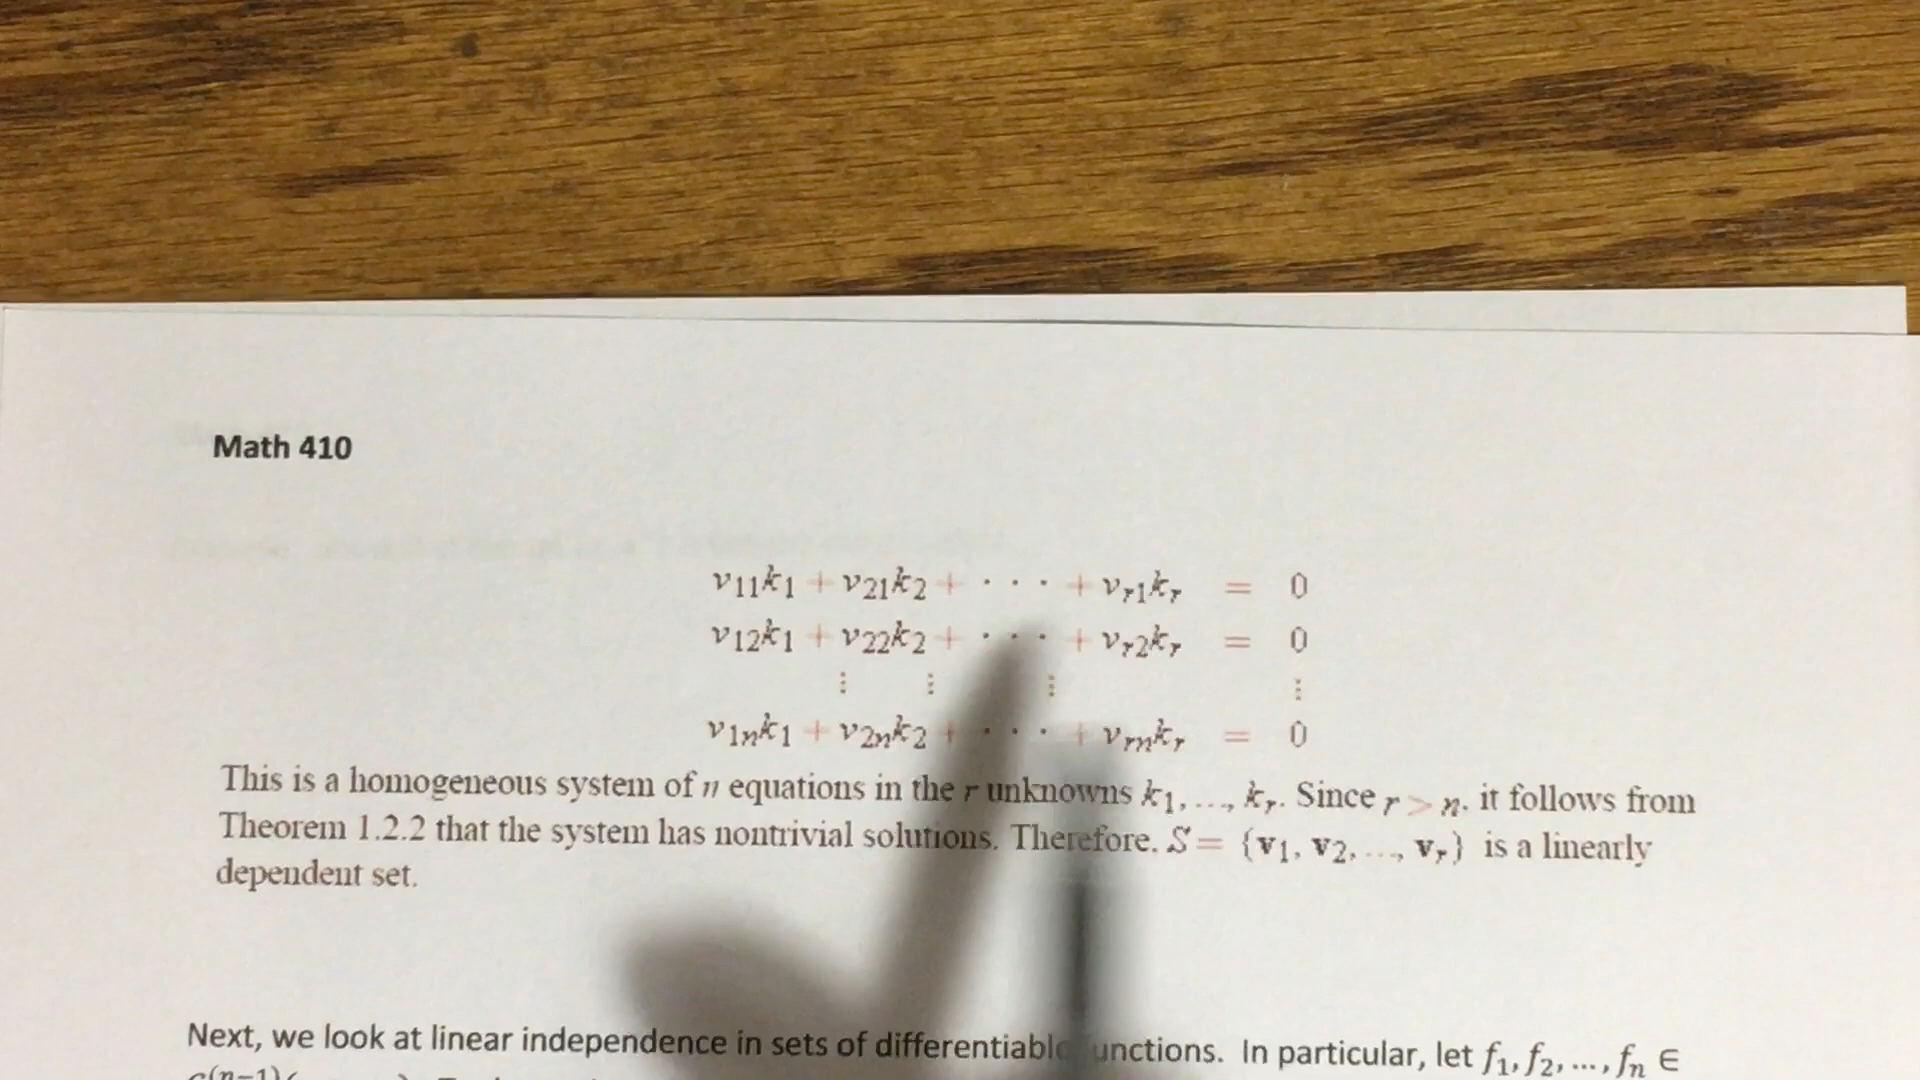 Math 410
v₁₁k₁ + v₂₁k₂ + · · · + vᵣ₁kᵣ = 0
v₁₂k₁ + v₂₂k₂ + · · · + vᵣ₂kᵣ = 0
⋮ ⋮ ⋮ ⋮
v₁ₙk₁ + v₂ₙk₂ + · · · + vᵣₙkᵣ = 0
This is a homogeneous system of n equations in the r unknowns k₁, ..., kᵣ. Since r > n, it follows from
Theorem 1.2.2 that the system has nontrivial solutions. Therefore, S = {v₁, v₂, ..., vᵣ} is a linearly
dependent set.
Next, we look at linear independence in sets of differentiable functions. In particular, let f₁, f₂, ..., fₙ ∈